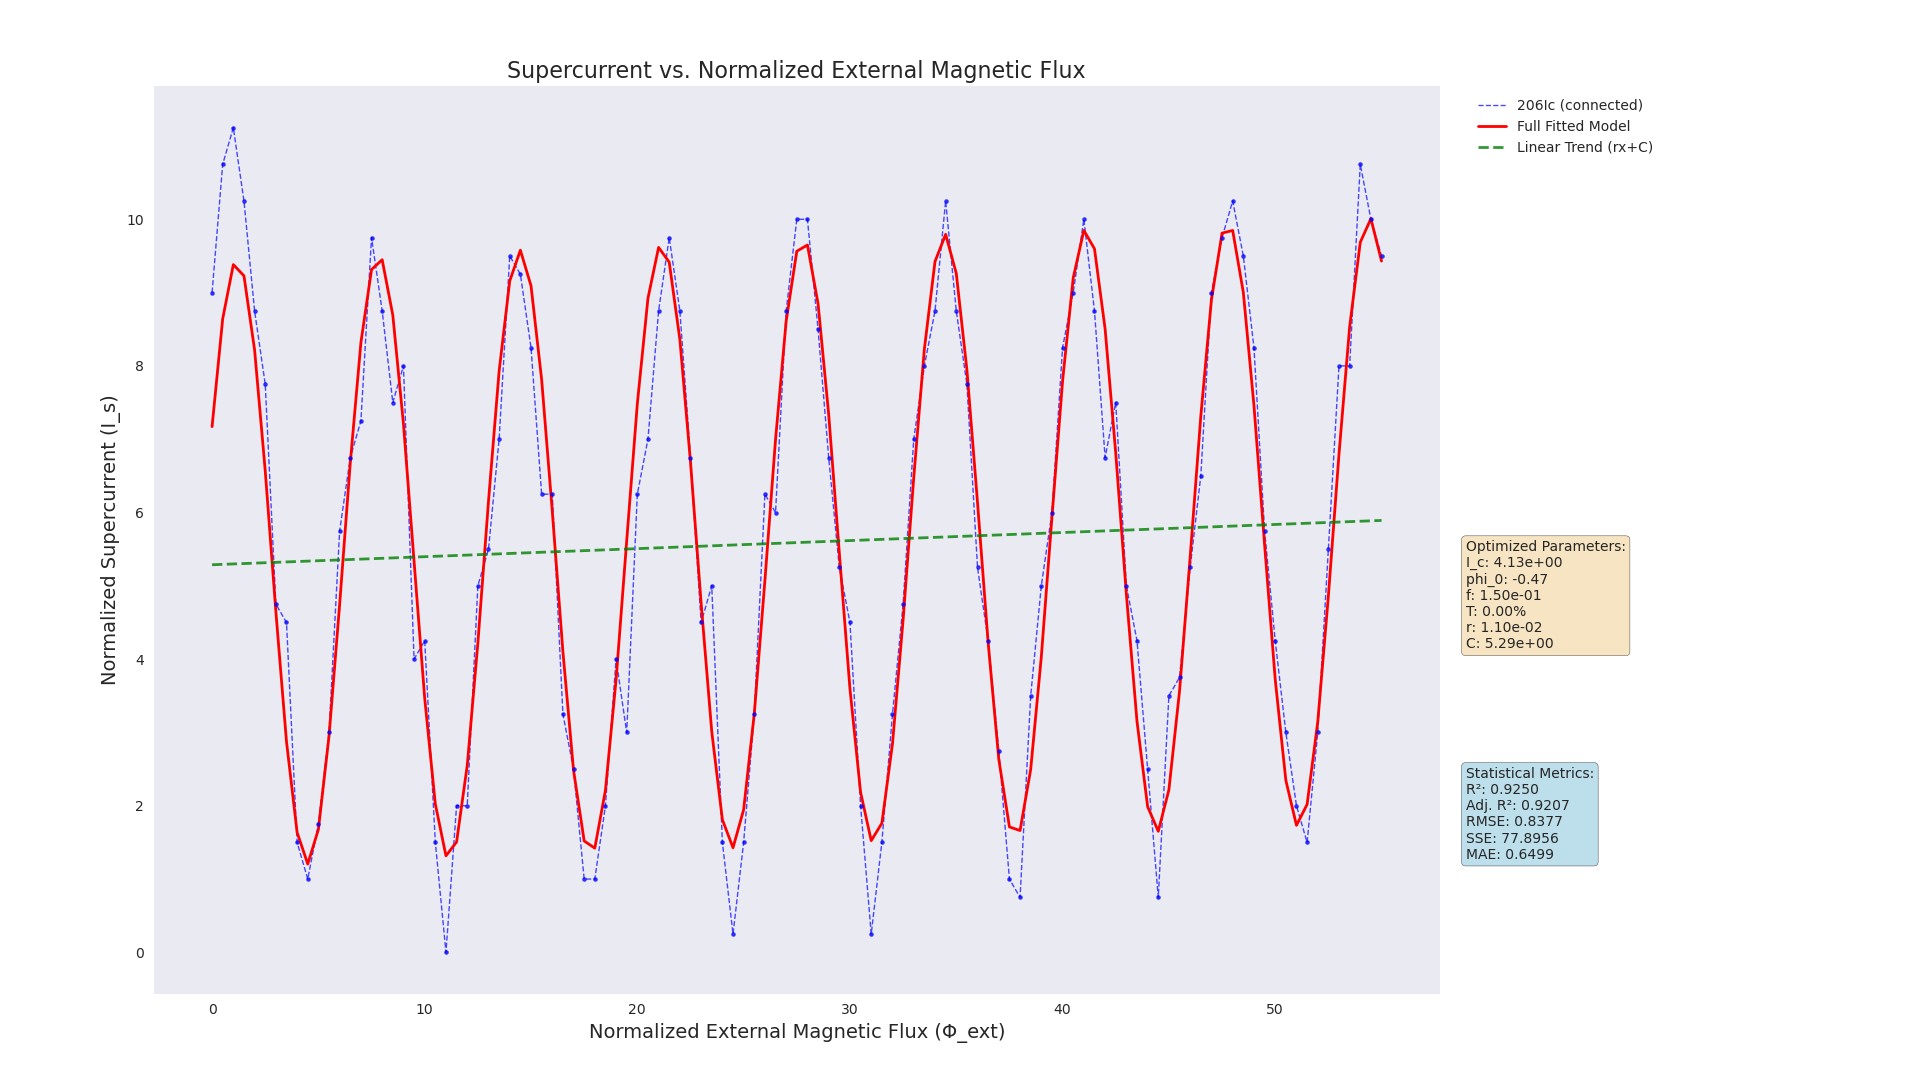 Supercurrent vs. Normalized External Magnetic Flux
206Ic (connected)
Full Fitted Model
Linear Trend (rx+C)
10
8
6
4
2
0
Normalized Supercurrent (I_s)
0 10 20 30 40 50
Normalized External Magnetic Flux (Φ_ext)
Optimized Parameters:
I_c: 4.13e+00
phi_0: -0.47
f: 1.50e-01
T: 0.00%
r: 1.10e-02
C: 5.29e+00
Statistical Metrics:
R²: 0.9250
Adj. R²: 0.9207
RMSE: 0.8377
SSE: 77.8956
MAE: 0.6499